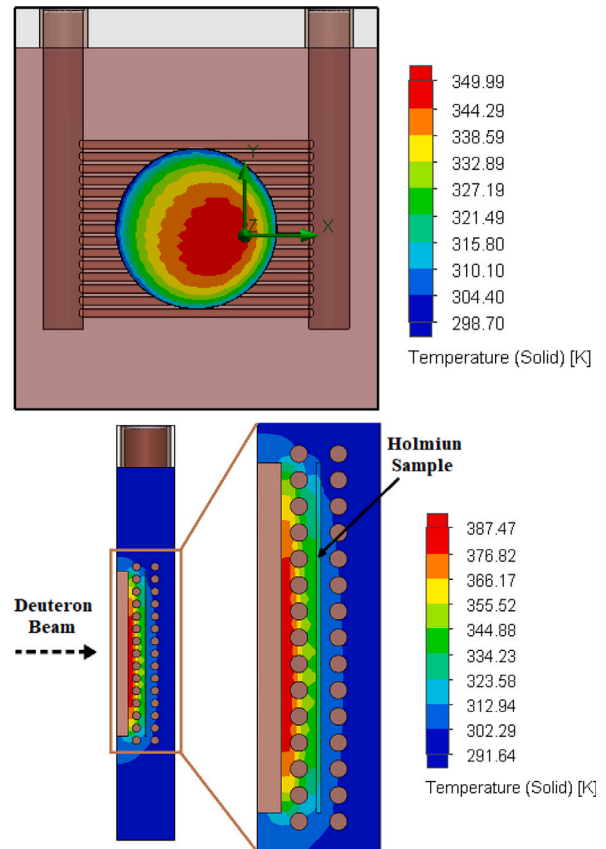 349.99
344.29
338.59
332.89
327.19
321.49
315.80
310.10
304.40
298.70
Temperature (Solid) [K]
Y
Z
X
Holmiun
Sample
Deuteron
Beam
387.47
376.82
366.17
355.52
344.88
334.23
323.58
312.94
302.29
291.64
Temperature (Solid) [K]